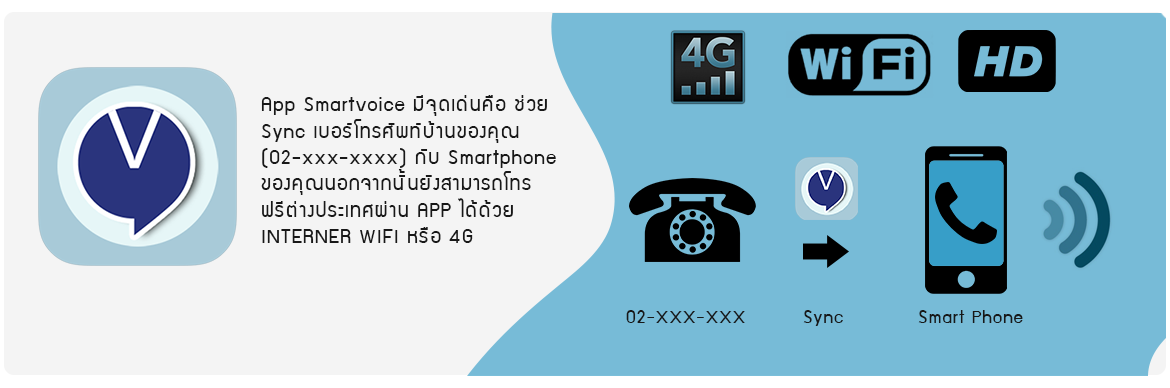 App Smartvoice มีจุดเด่นคือ ช่วย
Sync เบอร์โทรศัพท์บ้านของคุณ
(02-xxx-xxxx) กับ Smartphone
ของคุณนอกจากนั้นยังสามารถโทร
ฟรีต่างประเทศผ่าน APP ได้ด้วย
INTERNER WIFI หรือ 4G
4G
Wi Fi
HD
02-XXX-XXX
Sync
Smart Phone